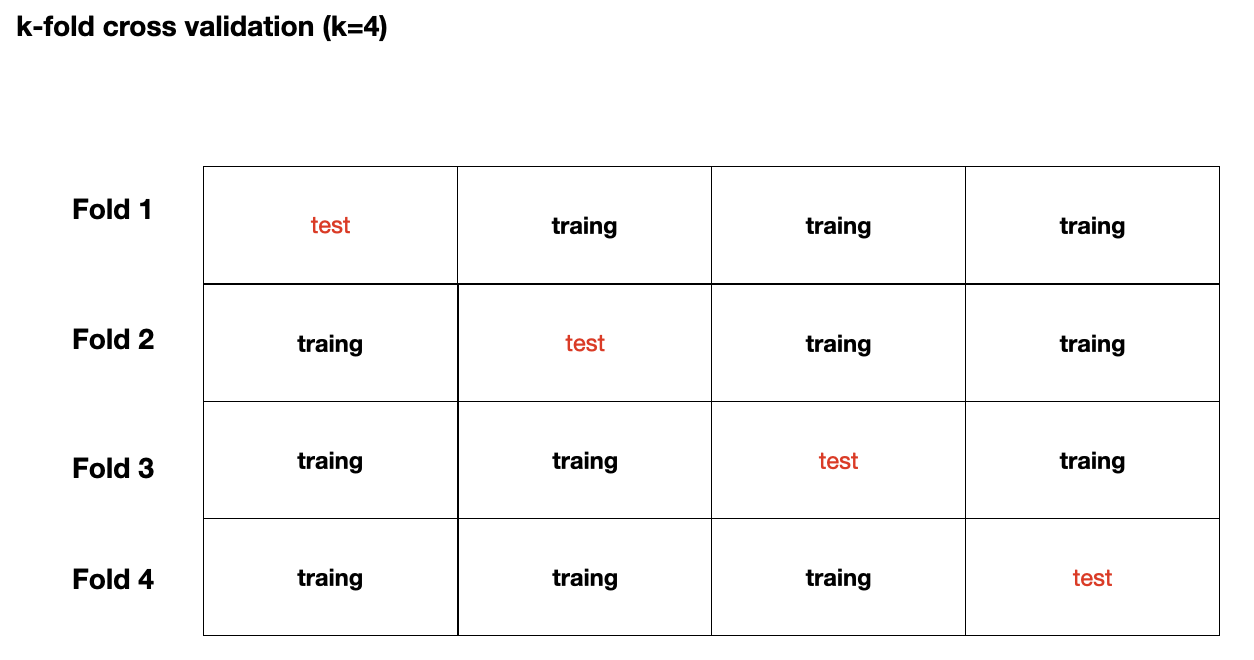 k-fold cross validation (k=4)
Fold 1 test traing traing traing
Fold 2 traing test traing traing
Fold 3 traing traing test traing
Fold 4 traing traing traing test